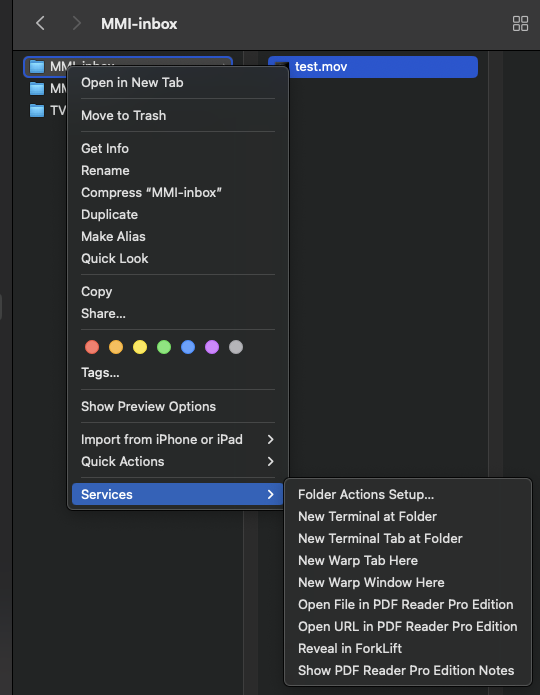 MMI-inbox
MMI-inbox
test.mov
TV
Open in New Tab
Move to Trash
Get Info
Rename
Compress “MMI-inbox”
Duplicate
Make Alias
Quick Look
Copy
Share...
Tags...
Show Preview Options
Import from iPhone or iPad
Quick Actions
Services
Folder Actions Setup...
New Terminal at Folder
New Terminal Tab at Folder
New Warp Tab Here
New Warp Window Here
Open File in PDF Reader Pro Edition
Open URL in PDF Reader Pro Edition
Reveal in ForkLift
Show PDF Reader Pro Edition Notes